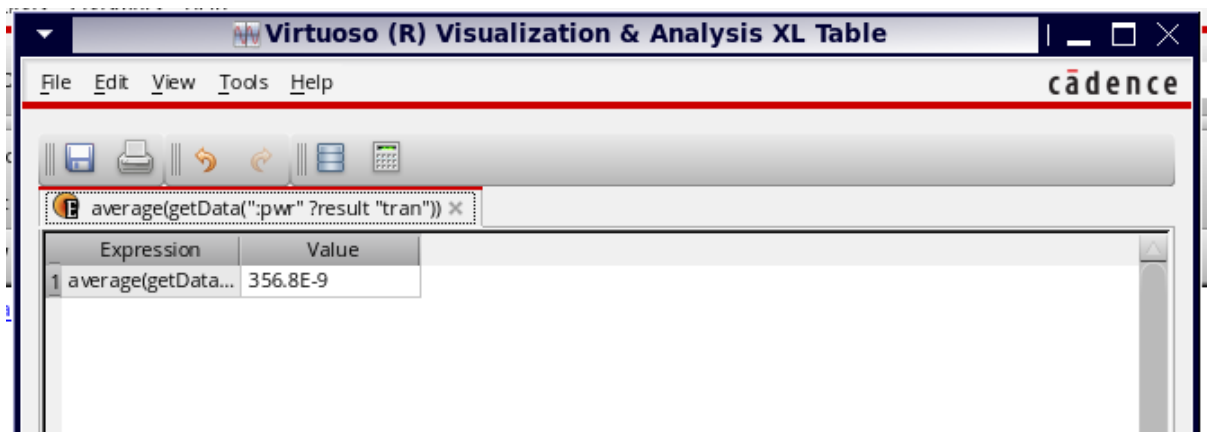 Virtuoso (R) Visualization & Analysis XL Table
File Edit View Tools Help
cādence
average(getData(":pwr" ?result "tran"))
Expression Value
1 average(getData... 356.8E-9